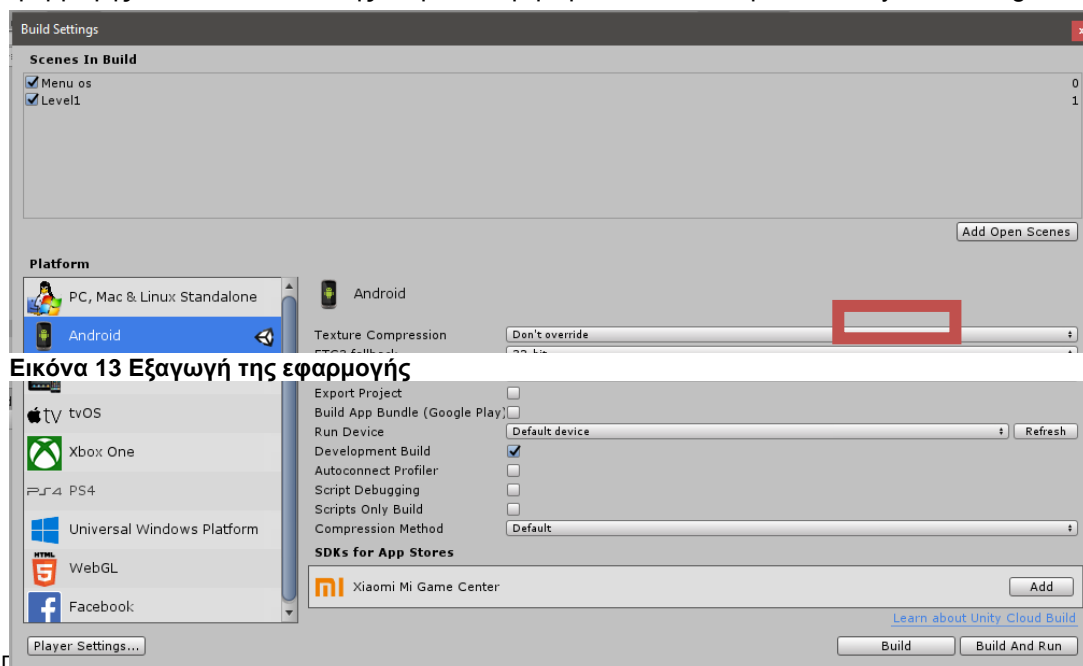 Build Settings
Scenes In Build
Menu os 0
Level1 1
Add Open Scenes
Platform
PC, Mac & Linux Standalone
Android
Android
Texture Compression Don't override
Εικόνα 13 Εξαγωγή της εφαρμογής
Export Project
tv tvOS
Build App Bundle (Google Play)
Run Device Default device Refresh
Xbox One
Development Build
Autoconnect Profiler
PS4
Script Debugging
Scripts Only Build
Universal Windows Platform
Compression Method Default
HTML 5 WebGL
SDKs for App Stores
Xiaomi Mi Game Center Add
Facebook
Learn about Unity Cloud Build
Player Settings... Build Build And Run